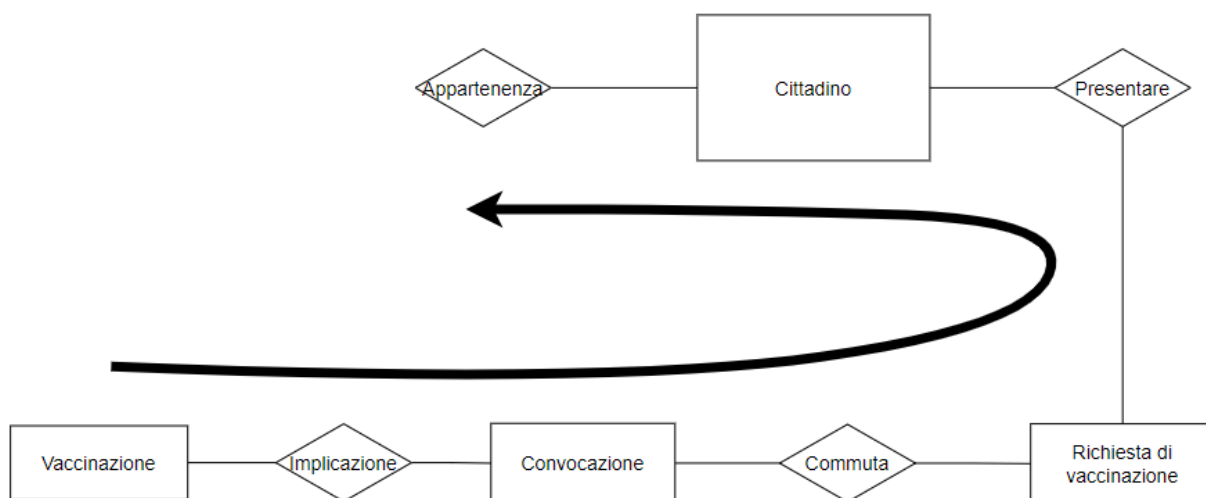 Appartenenza
Cittadino
Presentare
Vaccinazione
Implicazione
Convocazione
Commuta
Richiesta di
vaccinazione